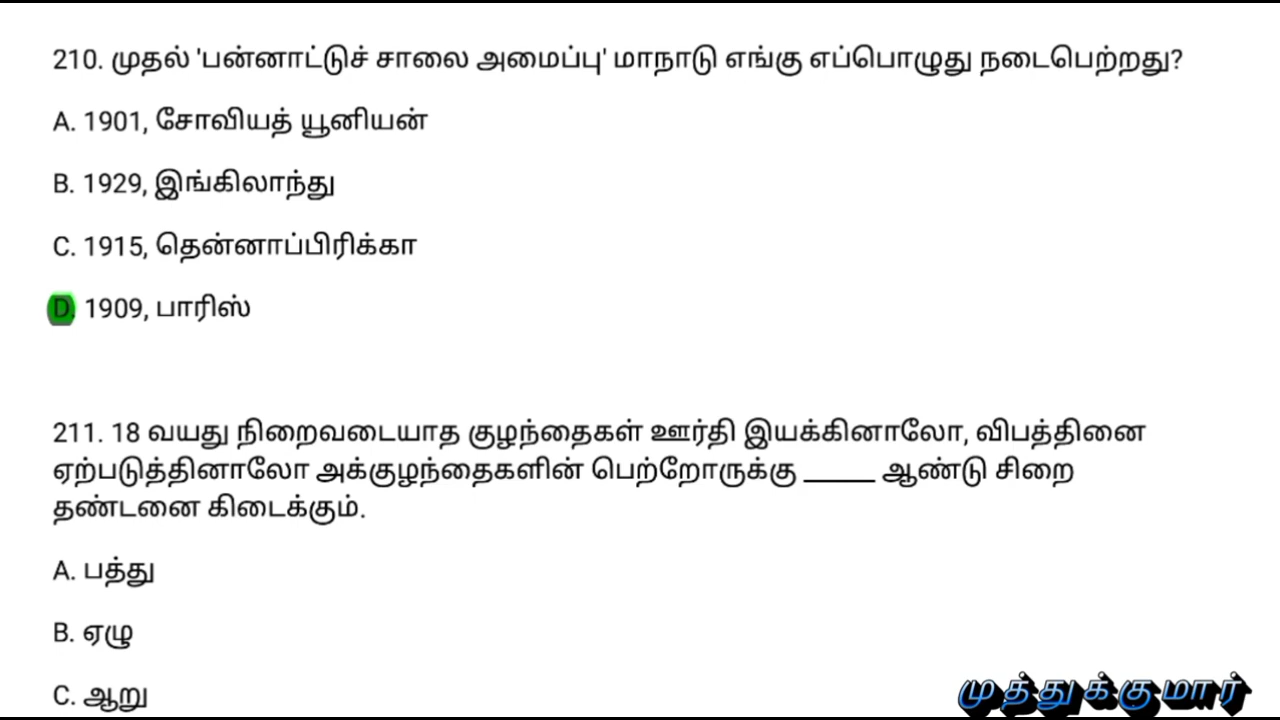 210. முதல் 'பன்னாட்டுச் சாலை அமைப்பு' மாநாடு எங்கு எப்பொழுது நடைபெற்றது?
A. 1901, சோவியத் யூனியன்
B. 1929, இங்கிலாந்து
C. 1915, தென்னாப்பிரிக்கா
D. 1909, பாரிஸ்
211. 18 வயது நிறைவடையாத குழந்தைகள் ஊர்தி இயக்கினாலோ, விபத்தினை
ஏற்படுத்தினாலோ அக்குழந்தைகளின் பெற்றோருக்கு _____ ஆண்டு சிறை
தண்டனை கிடைக்கும்.
A. பத்து
B. ஏழு
C. ஆறு
முத்துக்குமார்